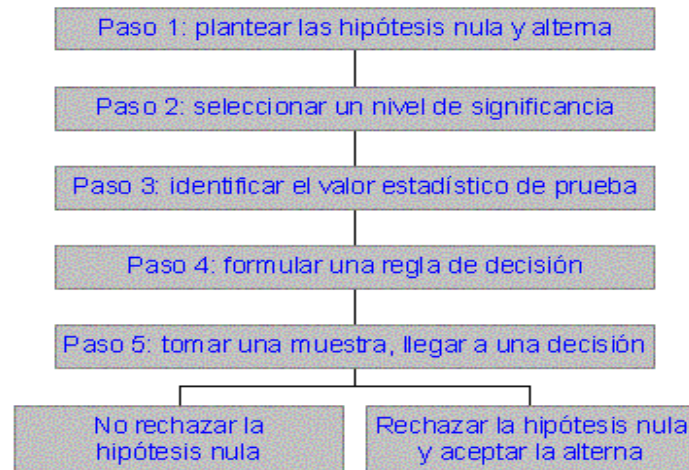 Paso 1: plantear las hipótesis nula y alterna
Paso 2: seleccionar un nivel de significancia
Paso 3: identificar el valor estadístico de prueba
Paso 4: formular una regla de decisión
Paso 5: tomar una muestra, llegar a una decisión
No rechazar la
hipótesis nula
Rechazar la hipótesis nula
y aceptar la alterna